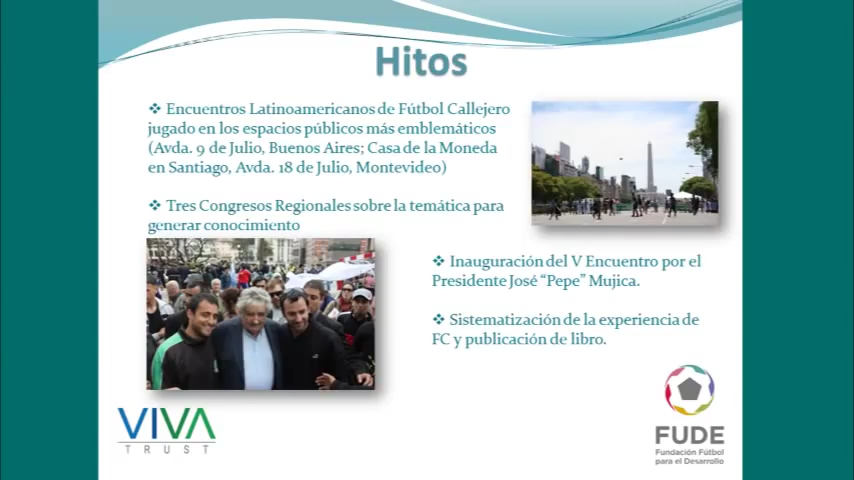 Hitos
❖ Encuentros Latinoamericanos de Fútbol Callejero
jugado en los espacios públicos más emblemáticos
(Avda. 9 de Julio, Buenos Aires; Casa de la Moneda
en Santiago, Avda. 18 de Julio, Montevideo)
❖ Tres Congresos Regionales sobre la temática para
generar conocimiento
❖ Inauguración del V Encuentro por el
Presidente José “Pepe” Mujica.
❖ Sistematización de la experiencia de
FC y publicación de libro.
VIVA
TRUST
FUDE
Fundación Fútbol
para el Desarrollo